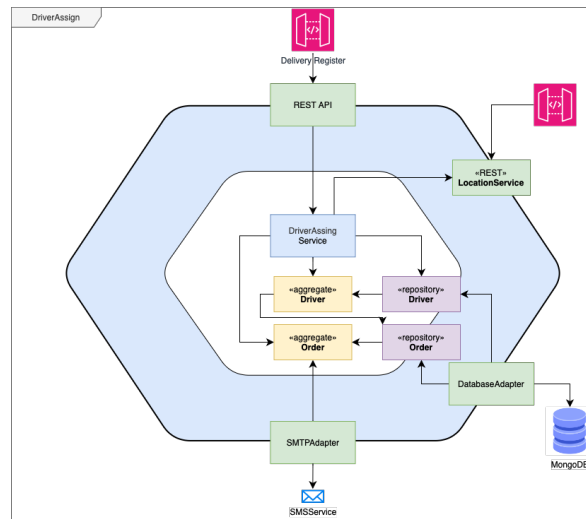 DriverAssign
Delivery Register
REST API
«REST»
LocationService
DriverAssing
Service
«aggregate»
Driver
«repository»
Driver
«aggregate»
Order
«repository»
Order
DatabaseAdapter
SMTPAdapter
MongoDB
SMSService